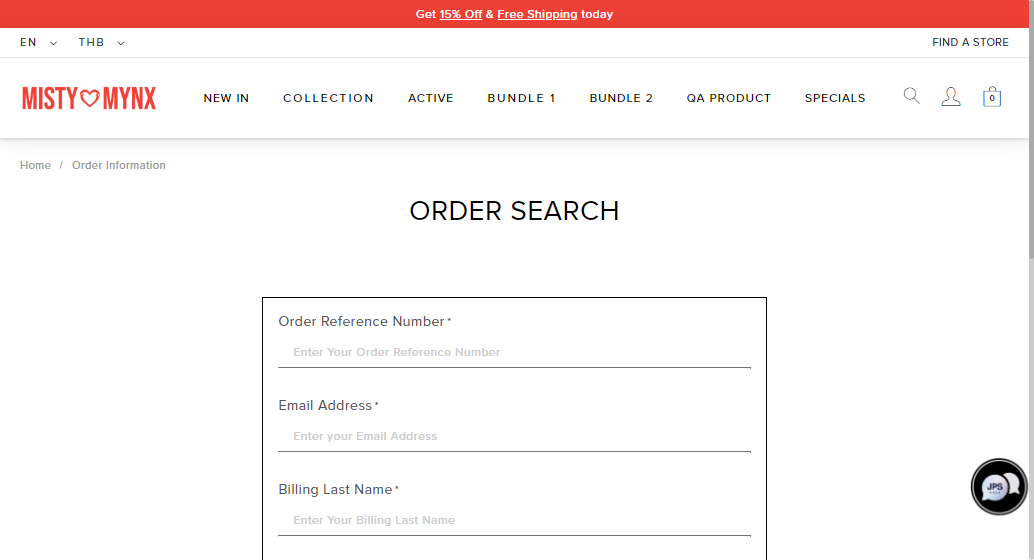 Get 15% Off & Free Shipping today
EN THB FIND A STORE
MISTY MYNX NEW IN COLLECTION ACTIVE BUNDLE 1 BUNDLE 2 QA PRODUCT SPECIALS 0
Home / Order Information
ORDER SEARCH
Order Reference Number*
Enter Your Order Reference Number
Email Address*
Enter your Email Address
JPS
Billing Last Name*
Enter Your Billing Last Name